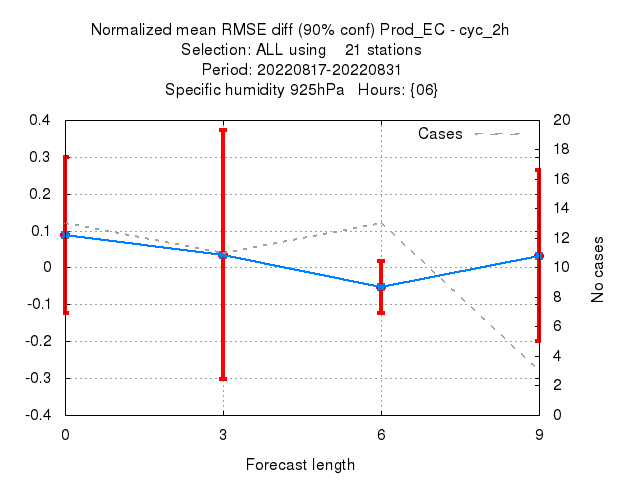 Normalized mean RMSE diff (90% conf) Prod_EC - cyc_2h
Selection: ALL using 21 stations
Period: 20220817-20220831
Specific humidity 925hPa Hours: {06}
Cases
0.4
0.3
0.2
0.1
0
-0.1
-0.2
-0.3
-0.4
20
18
16
14
12
10
8
6
4
2
0
No cases
0 3 6 9
Forecast length